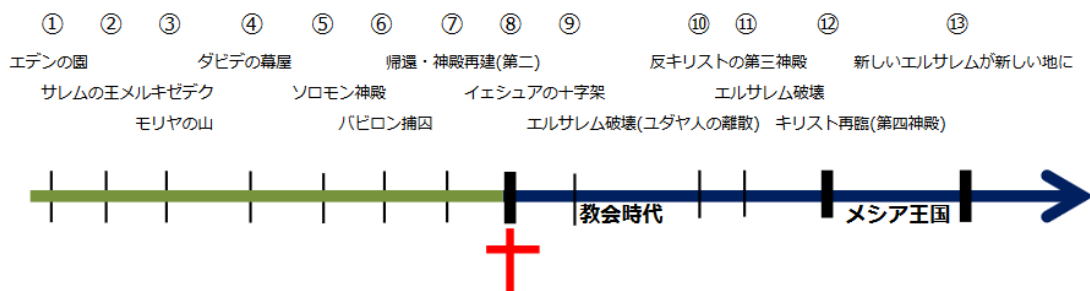 ① ② ③ ④ ⑤ ⑥ ⑦ ⑧ ⑨ ⑩ ⑪ ⑫ ⑬
エデンの園 ダビデの幕屋 帰還・神殿再建(第二) 反キリストの第三神殿 新しいエルサレムが新しい地に
サレムの王メルキゼデク ソロモン神殿 イェシュアの十字架 エルサレム破壊
モリヤの山 バビロン捕囚 エルサレム破壊(ユダヤ人の離散) キリスト再臨(第四神殿)
教会時代 メシア王国